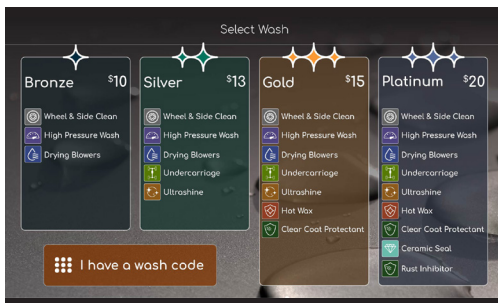 Select Wash
Bronze $10
Wheel & Side Clean
High Pressure Wash
Drying Blowers
Silver $13
Wheel & Side Clean
High Pressure Wash
Drying Blowers
Undercarriage
Ultrashine
Gold $15
Wheel & Side Clean
High Pressure Wash
Drying Blowers
Undercarriage
Ultrashine
Hot Wax
Clear Coat Protectant
Platinum $20
Wheel & Side Clean
High Pressure Wash
Drying Blowers
Undercarriage
Ultrashine
Hot Wax
Clear Coat Protectant
Ceramic Seal
Rust Inhibitor
I have a wash code